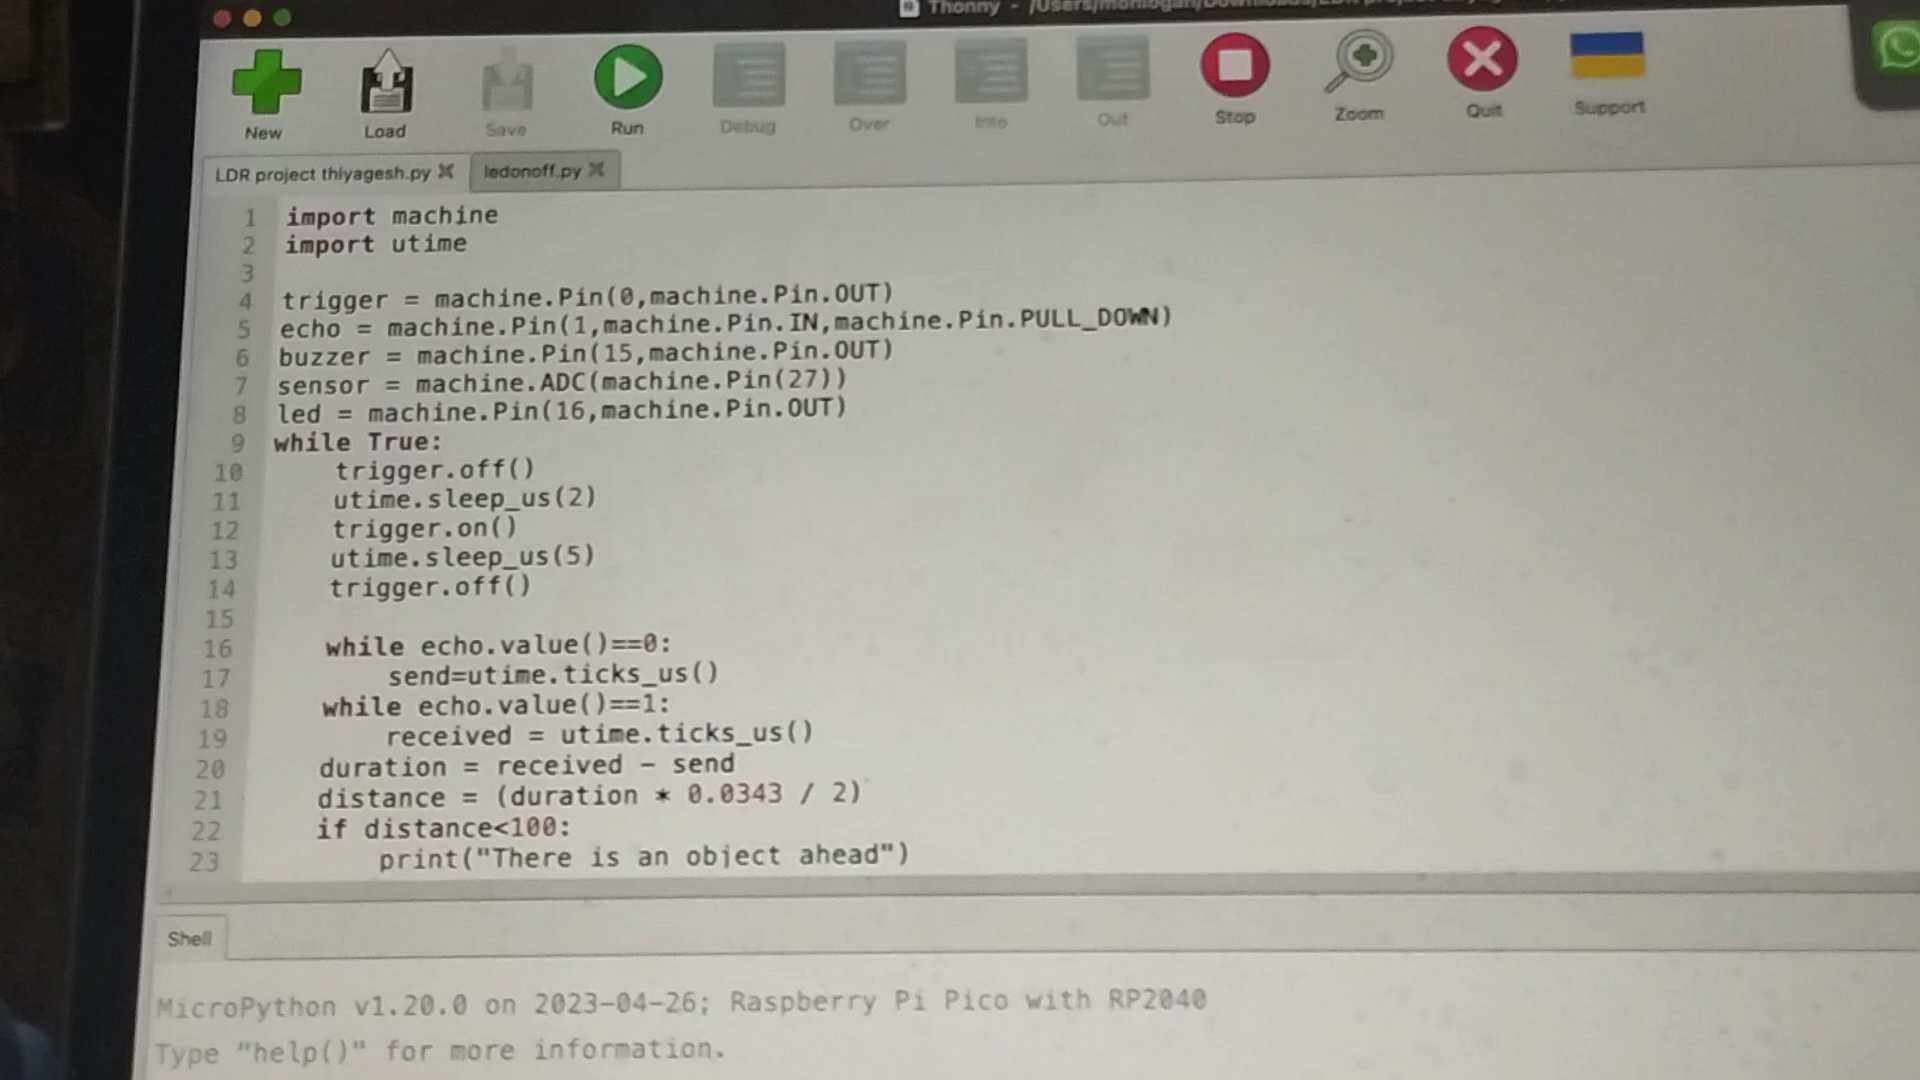 Thonny - /Users/
New
Load
Save
Run
Debug
Over
Into
Out
Stop
Zoom
Quit
Support
LDR project thiyagesh.py
ledonoff.py
1 import machine
2 import utime
3
4 trigger = machine.Pin(0,machine.Pin.OUT)
5 echo = machine.Pin(1,machine.Pin.IN,machine.Pin.PULL_DOWN)
6 buzzer = machine.Pin(15,machine.Pin.OUT)
7 sensor = machine.ADC(machine.Pin(27))
8 led = machine.Pin(16,machine.Pin.OUT)
9 while True:
10 trigger.off()
11 utime.sleep_us(2)
12 trigger.on()
13 utime.sleep_us(5)
14 trigger.off()
15
16 while echo.value()==0:
17 send=utime.ticks_us()
18 while echo.value()==1:
19 received = utime.ticks_us()
20 duration = received - send
21 distance = (duration * 0.0343 / 2)
22 if distance<100:
23 print("There is an object ahead")
Shell
MicroPython v1.20.0 on 2023-04-26; Raspberry Pi Pico with RP2040
Type "help()" for more information.